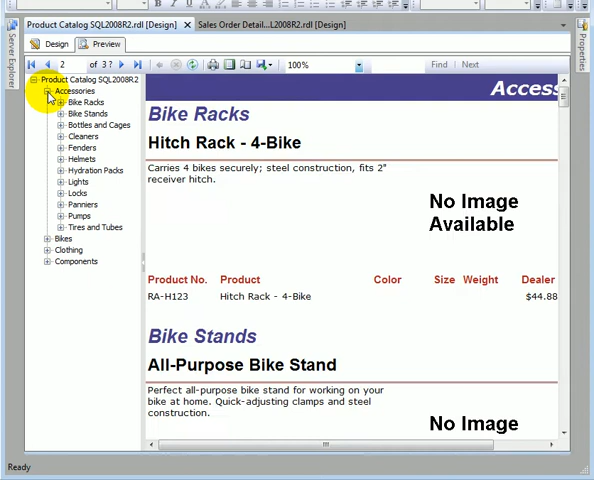 Product Catalog SQL2008R2.rdl [Design]
Sales Order Detail...L2008R2.rdl [Design]
Design
Preview
2 of 3 ?
100%
Find | Next
Server Explorer
Properties
Product Catalog SQL2008R2
Accessories
Bike Racks
Bike Stands
Bottles and Cages
Cleaners
Fenders
Helmets
Hydration Packs
Lights
Locks
Panniers
Pumps
Tires and Tubes
Bikes
Clothing
Components
Access
Bike Racks
Hitch Rack - 4-Bike
Carries 4 bikes securely; steel construction, fits 2"
receiver hitch.
No Image
Available
Product No. Product Color Size Weight Dealer
RA-H123 Hitch Rack - 4-Bike $44.88
Bike Stands
All-Purpose Bike Stand
Perfect all-purpose bike stand for working on your
bike at home. Quick-adjusting clamps and steel
construction.
No Image
Ready